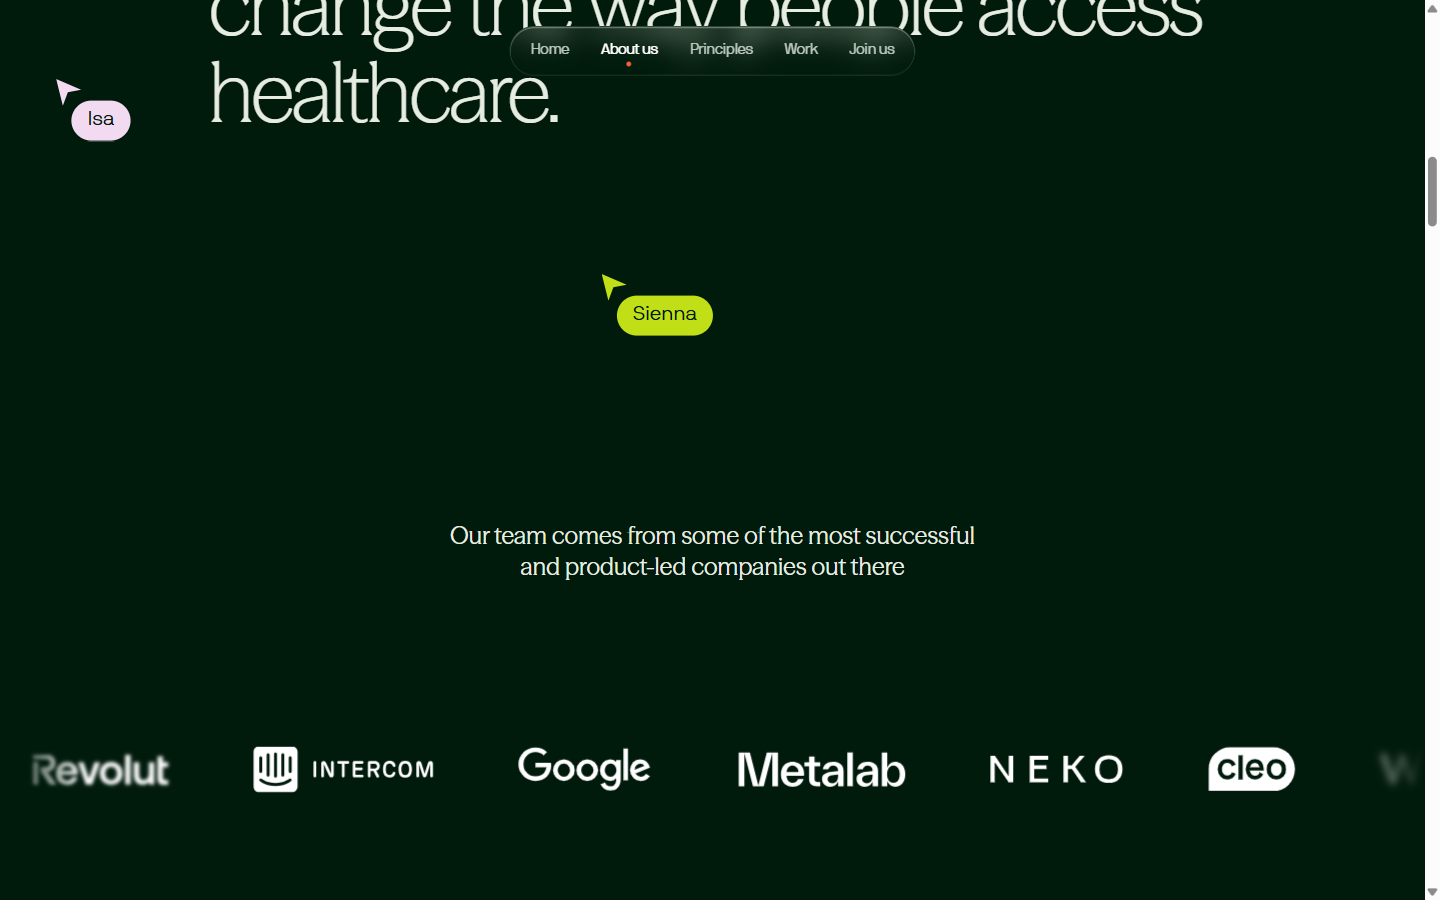 change the way people access
healthcare.
Home About us Principles Work Join us
Isa
Sienna
Our team comes from some of the most successful
and product-led companies out there
Revolut INTERCOM Google Metalab NEKO cleo